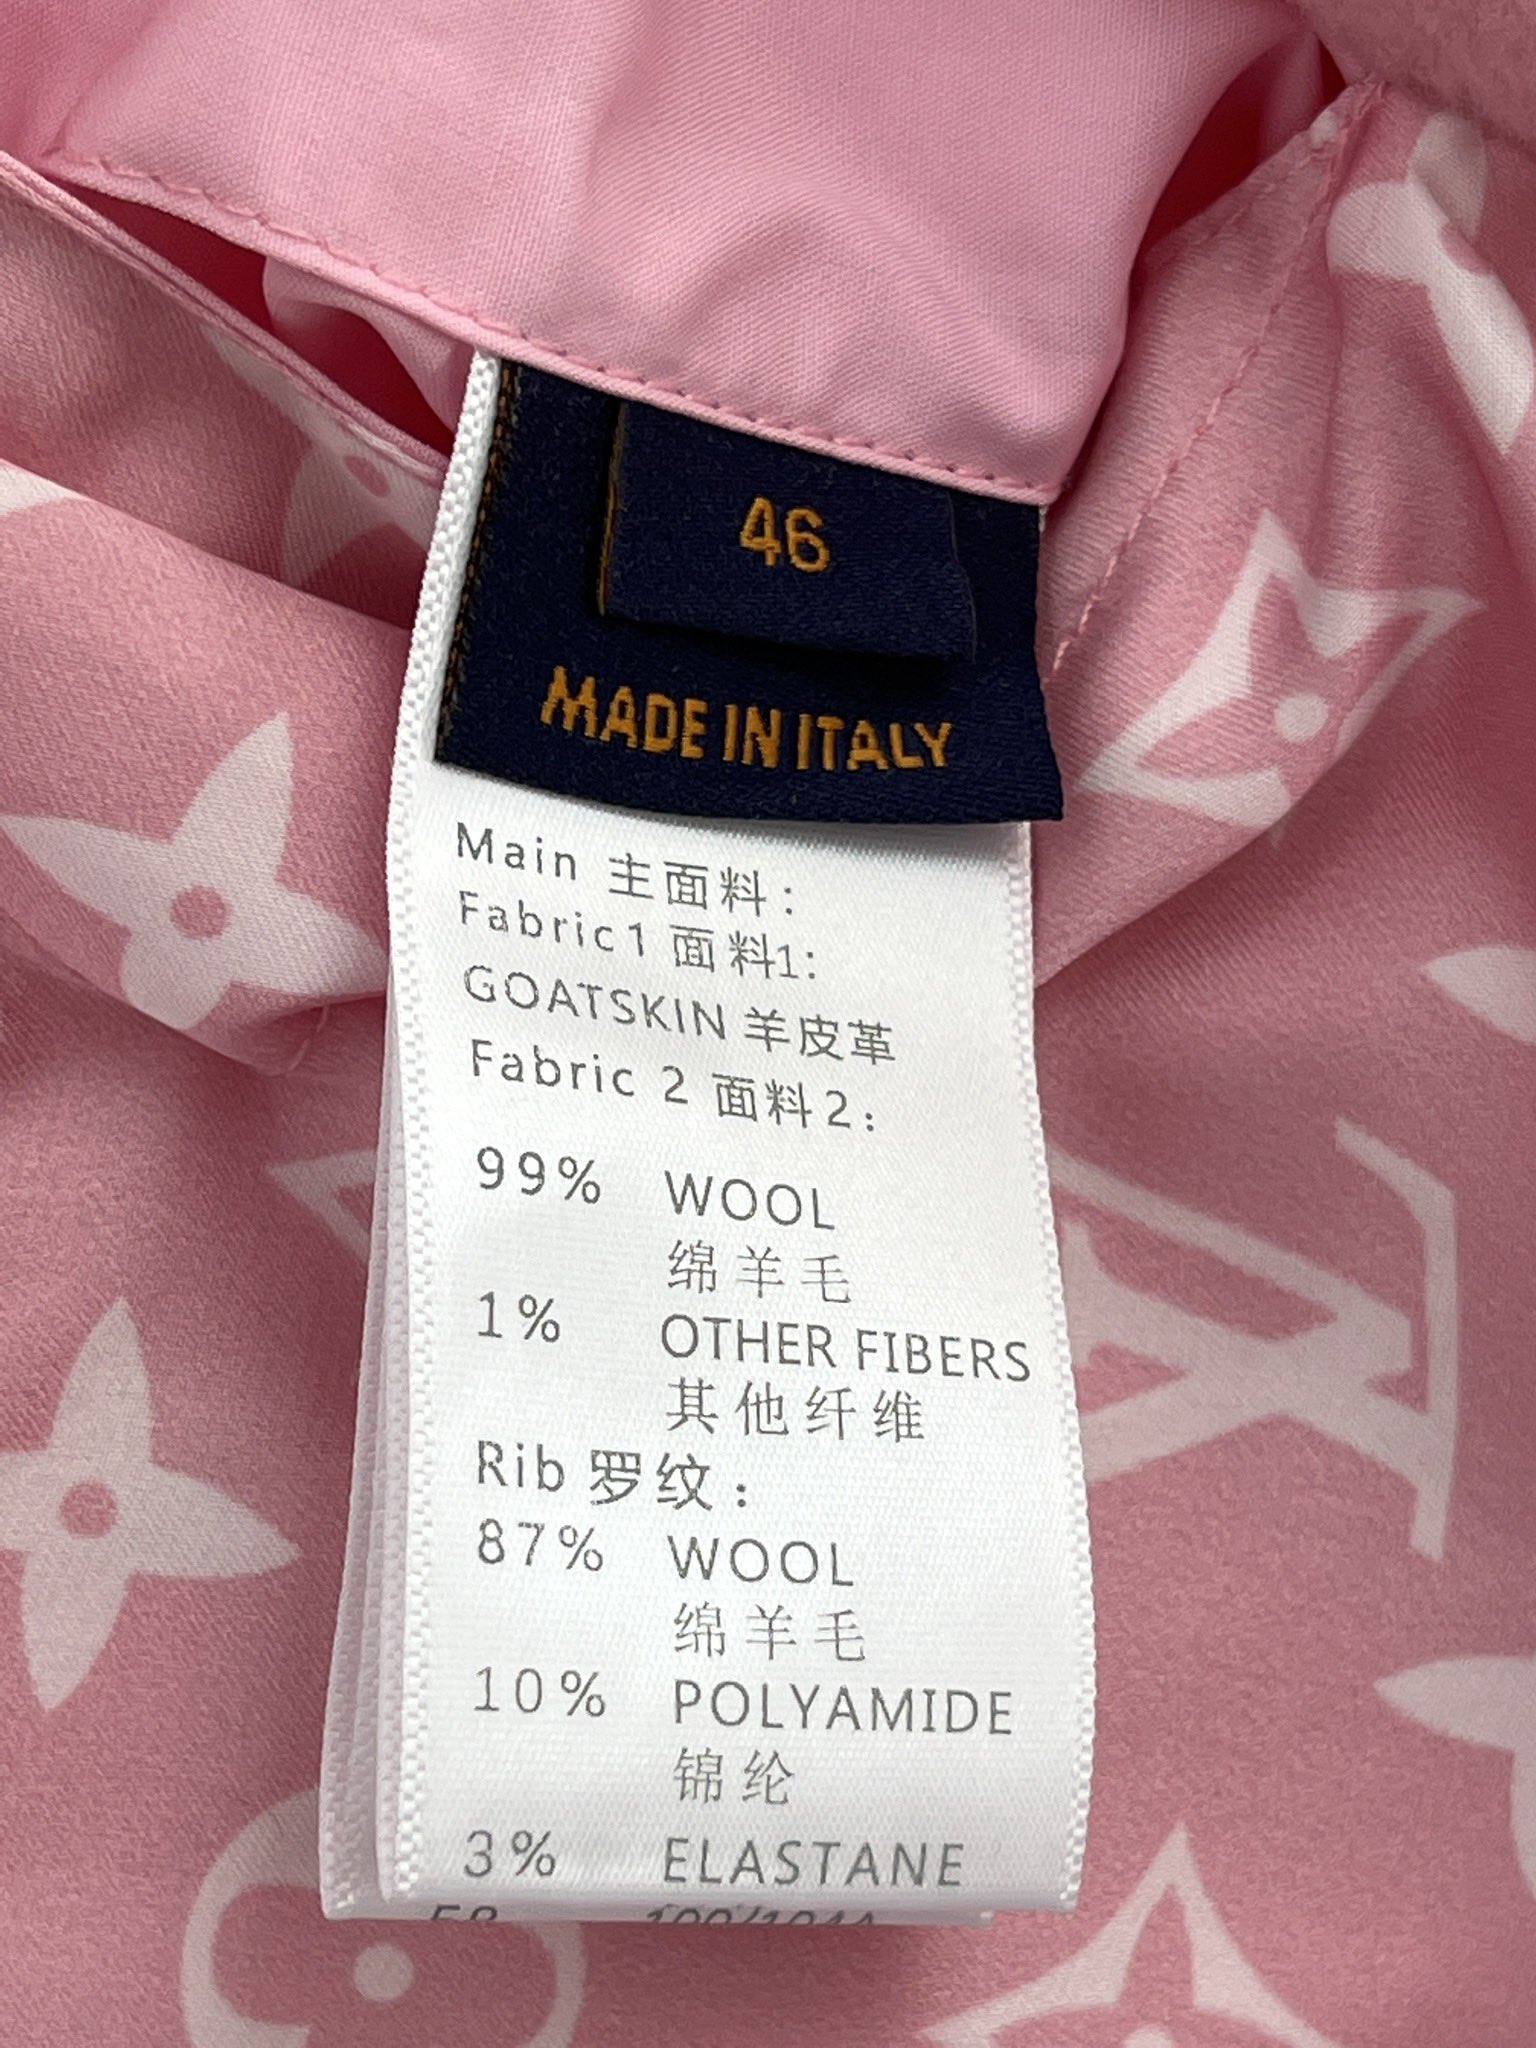 46
MADE IN ITALY
Main 主面料:
Fabric1 面料1:
GOATSKIN 羊皮革
Fabric 2 面料2:
99% WOOL
绵羊毛
1% OTHER FIBERS
其他纤维
Rib 罗纹:
87% WOOL
绵羊毛
10% POLYAMIDE
锦纶
3% ELASTANE